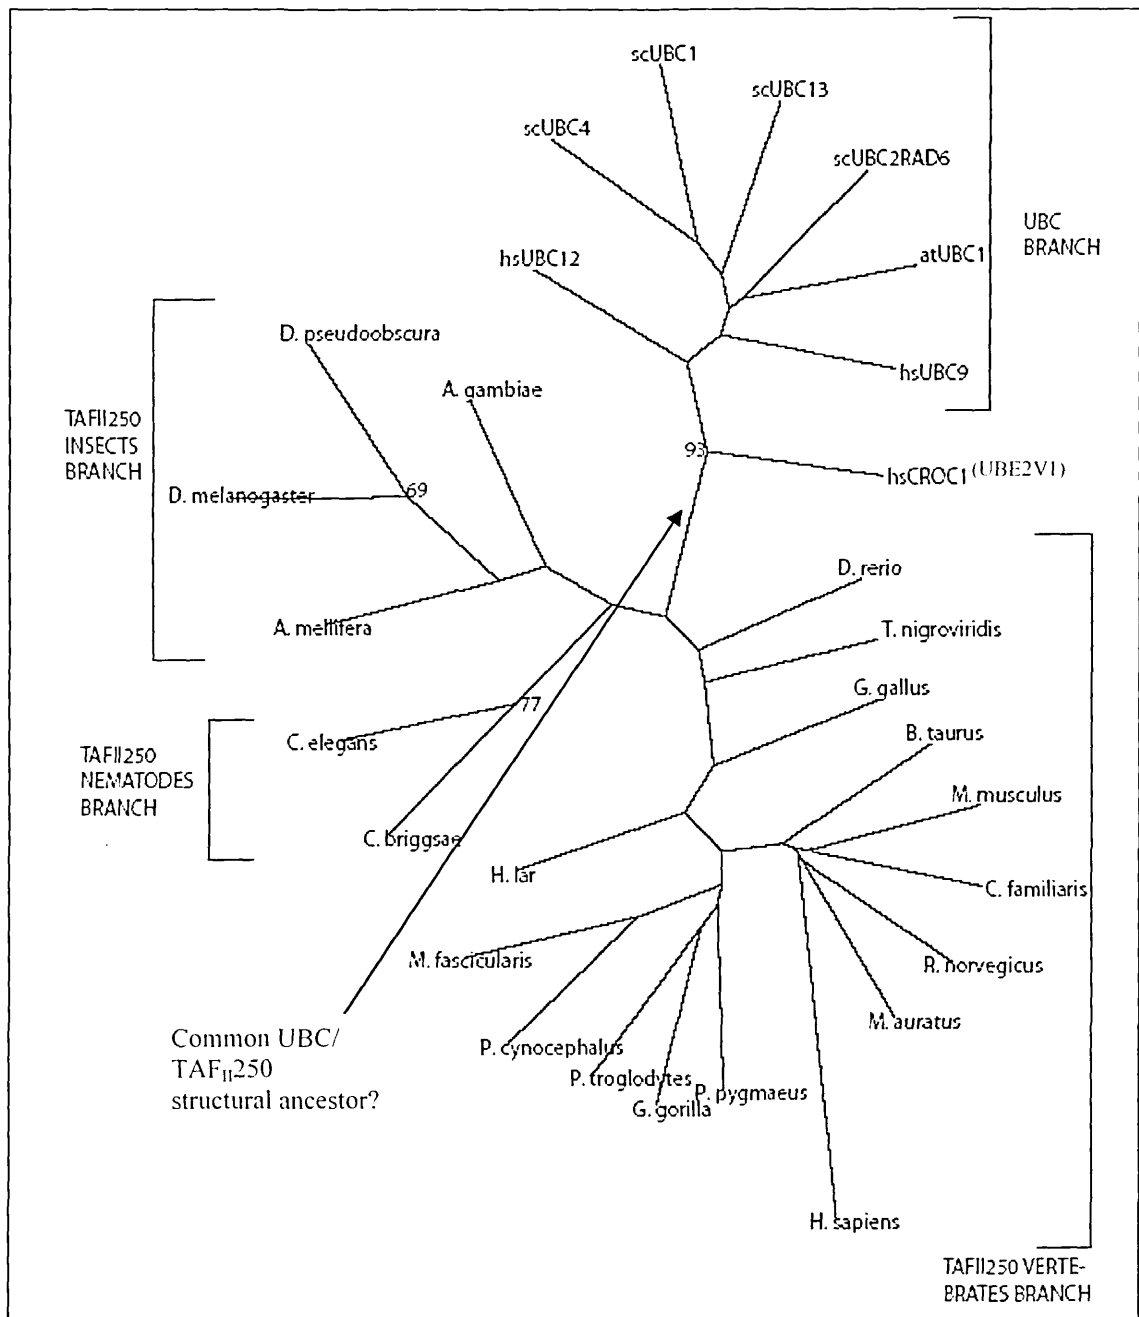 scUBC1
scUBC13
scUBC4
scUBC2RAD6
UBC
BRANCH
atUBC1
hsUBC12
hsUBC9
D. pseudoobscura
A. gambiae
TAFII250
INSECTS
BRANCH
93
hsCROC1 (UBE2V1)
69
D. melanogaster
D. rerio
A. mellifera
T. nigroviridis
G. gallus
77
B. taurus
C. elegans
TAFII250
NEMATODES
BRANCH
M. musculus
C. briggsae
H. lar
C. familiaris
M. fascicularis
R. norvegicus
M. auratus
Common UBC/
TAFII250
structural ancestor?
P. cynocephalus
P. troglodytes
P. pygmaeus
G. gorilla
H. sapiens
TAFII250 VERTE-
BRATES BRANCH